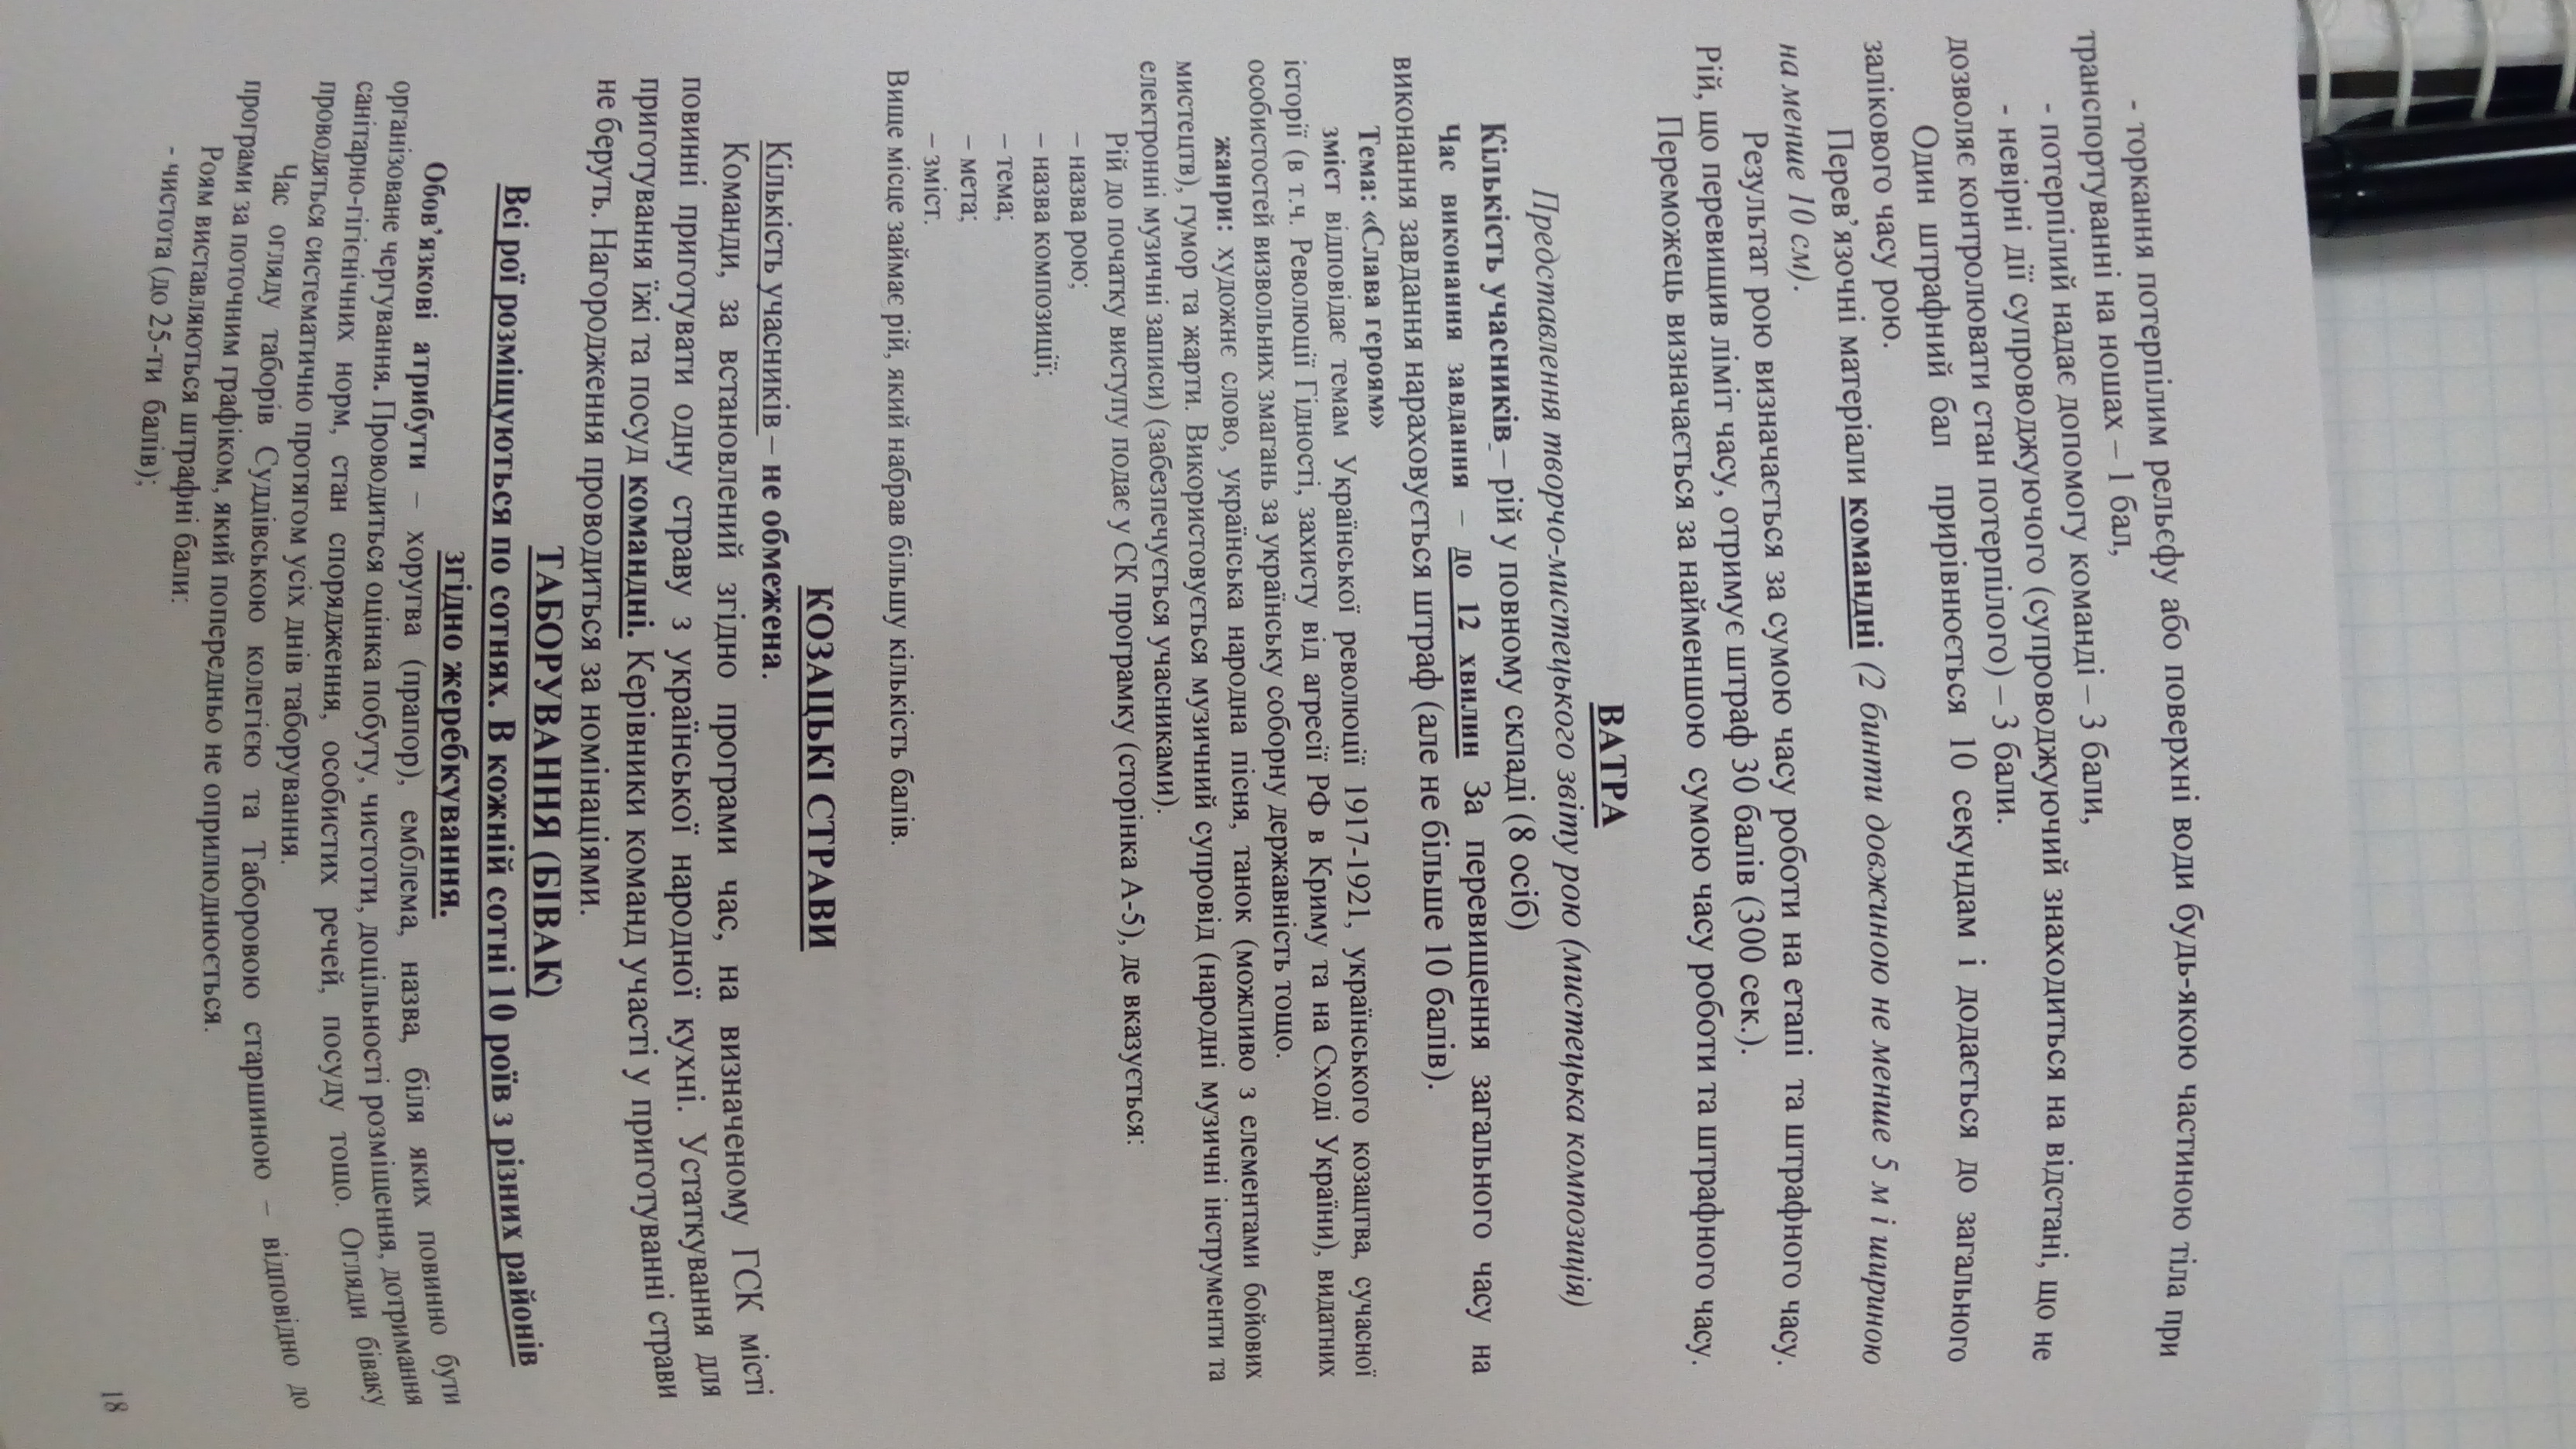 - торкання потерпілим рельєфу або поверхні води будь-якою частиною тіла при
транспортуванні на ношах – 1 бал,
- потерпілий надає допомогу команді – 3 бали,
- невірні дії супроводжуючого (супроводжуючий знаходиться на відстані, що не
дозволяє контролювати стан потерпілого) – 3 бали.
Один штрафний бал прирівнюється 10 секундам і додається до загального
залікового часу рою.
Перев’язочні матеріали командні (2 бинти довжиною не менше 5 м і шириною
на менше 10 см).
Результат рою визначається за сумою часу роботи на етапі та штрафного часу.
Рій, що перевищив ліміт часу, отримує штраф 30 балів (300 сек.).
Переможець визначається за найменшою сумою часу роботи та штрафного часу.
ВАТРА
Представлення творчо-мистецького звіту рою (мистецька композиція)
Кількість учасників – рій у повному складі (8 осіб)
Час виконання завдання – до 12 хвилин За перевищення загального часу на
виконання завдання нараховується штраф (але не більше 10 балів).
Тема: «Слава героям»
зміст відповідає темам Української революції 1917-1921, українського козацтва, сучасної
історії (в т.ч. Революції Гідності, захисту від агресії РФ в Криму та на Сході України), видатних
особистостей визвольних змагань за українську соборну державність тощо.
жанри: художнє слово, українська народна пісня, танок (можливо з елементами бойових
мистецтв), гумор та жарти. Використовується музичний супровід (народні музичні інструменти та
електронні музичні записи) (забезпечується учасниками).
Рій до початку виступу подає у СК програмку (сторінка А-5), де вказується:
– назва рою;
– назва композиції;
– тема;
– мета;
– зміст.
Вище місце займає рій, який набрав більшу кількість балів.
КОЗАЦЬКІ СТРАВИ
Кількість учасників – не обмежена.
Команди, за встановлений згідно програми час, на визначеному ГСК місті
повинні приготувати одну страву з української народної кухні. Устаткування для
приготування їжі та посуд командні. Керівники команд участі у приготуванні страви
не беруть. Нагородження проводиться за номінаціями.
ТАБОРУВАННЯ (БІВАК)
Всі рої розміщуються по сотнях. В кожній сотні 10 роїв з різних районів
згідно жеребкування.
Обов’язкові атрибути – хоругва (прапор), емблема, назва, біля яких повинно бути
організоване чергування. Проводиться оцінка побуту, чистоти, доцільності розміщення, дотримання
санітарно-гігієнічних норм, стан спорядження, особистих речей, посуду тощо. Огляди біваку
проводяться систематично протягом усіх днів таборування.
Час огляду таборів Суддівською колегією та Таборовою старшиною – відповідно до
програми за поточним графіком, який попередньо не оприлюднюється.
Роям виставляються штрафні бали:
- чистота (до 25-ти балів);
18